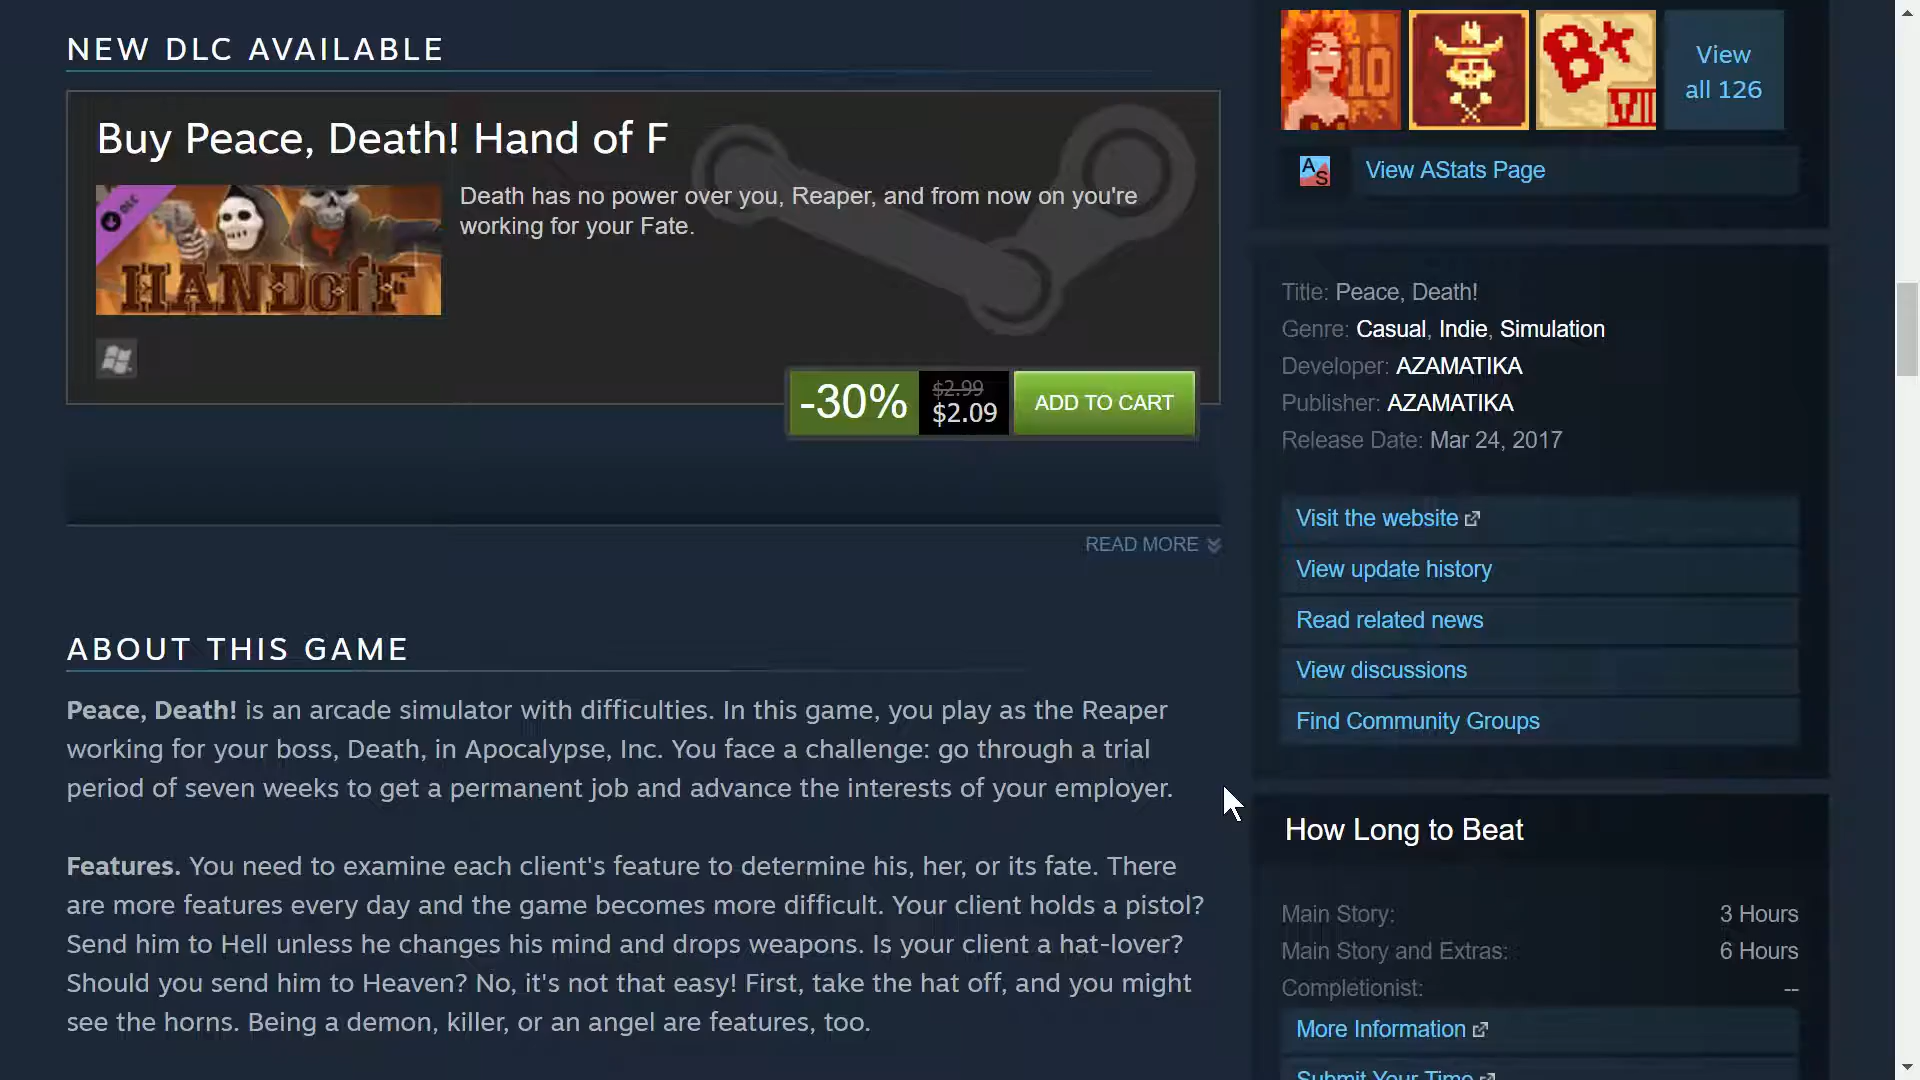 NEW DLC AVAILABLE
Buy Peace, Death! Hand of F
DLC
HANDofF
Death has no power over you, Reaper, and from now on you're
working for your Fate.
-30%
$2.99
$2.09
ADD TO CART
READ MORE
ABOUT THIS GAME
Peace, Death! is an arcade simulator with difficulties. In this game, you play as the Reaper
working for your boss, Death, in Apocalypse, Inc. You face a challenge: go through a trial
period of seven weeks to get a permanent job and advance the interests of your employer.
Features. You need to examine each client's feature to determine his, her, or its fate. There
are more features every day and the game becomes more difficult. Your client holds a pistol?
Send him to Hell unless he changes his mind and drops weapons. Is your client a hat-lover?
Should you send him to Heaven? No, it's not that easy! First, take the hat off, and you might
see the horns. Being a demon, killer, or an angel are features, too.
10
8x
VII
View
all 126
AS
View AStats Page
Title: Peace, Death!
Genre: Casual, Indie, Simulation
Developer: AZAMATIKA
Publisher: AZAMATIKA
Release Date: Mar 24, 2017
Visit the website
View update history
Read related news
View discussions
Find Community Groups
How Long to Beat
Main Story: 3 Hours
Main Story and Extras: 6 Hours
Completionist: --
More Information
Submit Your Time